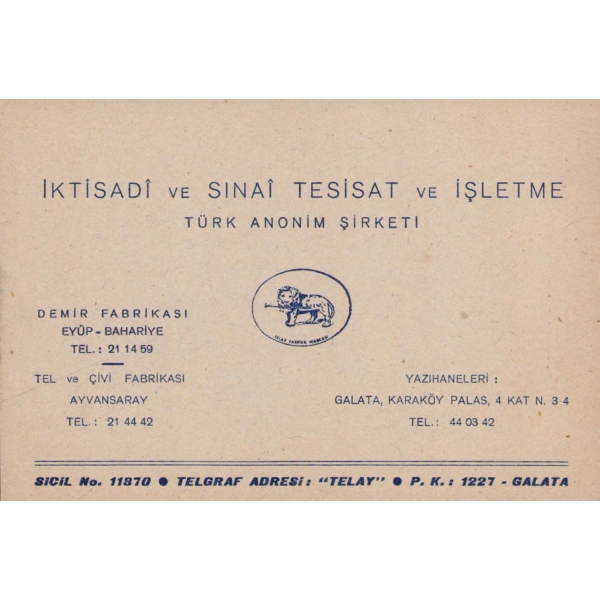 İKTİSADÎ ve SINAÎ TESİSAT ve İŞLETME
TÜRK ANONİM ŞİRKETİ
DEMİR FABRİKASI
EYÜP - BAHARİYE
TEL. : 21 14 59
TEL ve ÇİVİ FABRİKASI
AYVANSARAY
TEL. : 21 44 42
YAZIHANELERİ :
GALATA, KARAKÖY PALAS, 4 KAT N. 3-4
TEL. : 44 03 42
SİCİL No. 11370 ● TELGRAF ADRESİ : "TELAY" ● P. K. : 1227 - GALATA